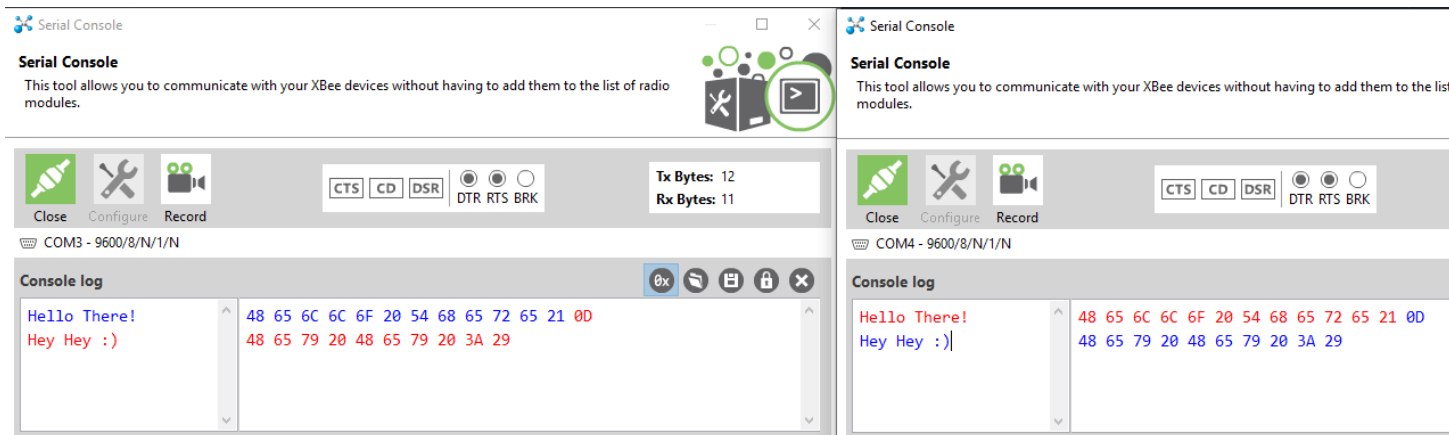 Serial Console
Serial Console
This tool allows you to communicate with your XBee devices without having to add them to the list of radio
modules.
Close Configure Record
CTS CD DSR
DTR RTS BRK
Tx Bytes: 12
Rx Bytes: 11
COM3 - 9600/8/N/1/N
Console log
0x
Hello There!
Hey Hey :)
48 65 6C 6C 6F 20 54 68 65 72 65 21 0D
48 65 79 20 48 65 79 20 3A 29
Serial Console
Serial Console
This tool allows you to communicate with your XBee devices without having to add them to the list
modules.
Close Configure Record
CTS CD DSR
DTR RTS BRK
COM4 - 9600/8/N/1/N
Console log
Hello There!
Hey Hey :)
48 65 6C 6C 6F 20 54 68 65 72 65 21 0D
48 65 79 20 48 65 79 20 3A 29